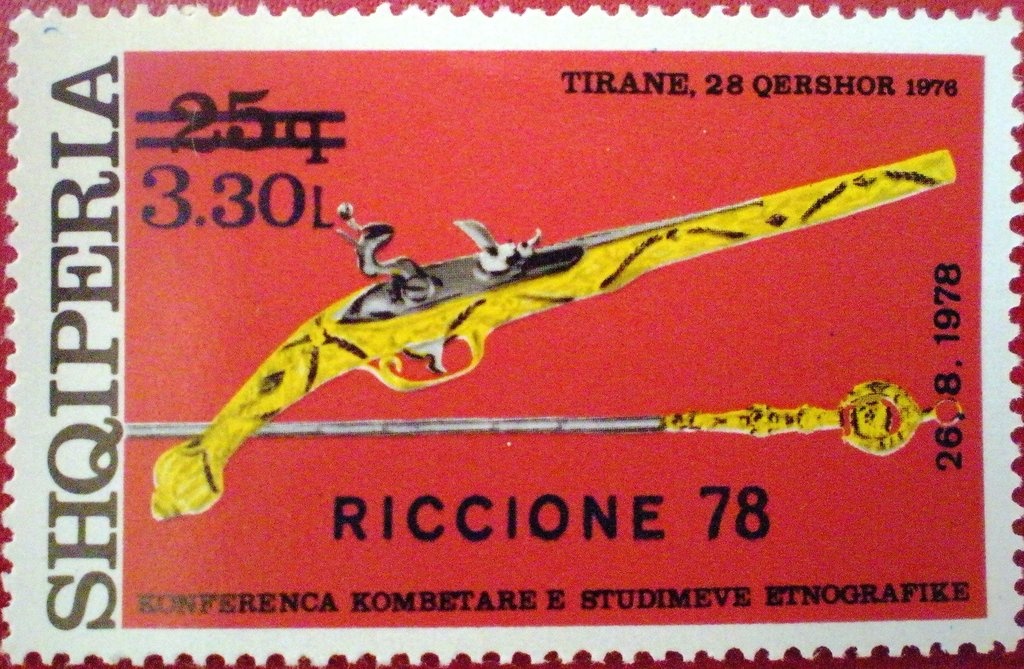 SHQIPERIA
TIRANE, 28 QERSHOR 1976
25q
3.30L
26.8.1978
RICCIONE 78
KONFERENCA KOMBETARE E STUDIMEVE ETNOGRAFIKE